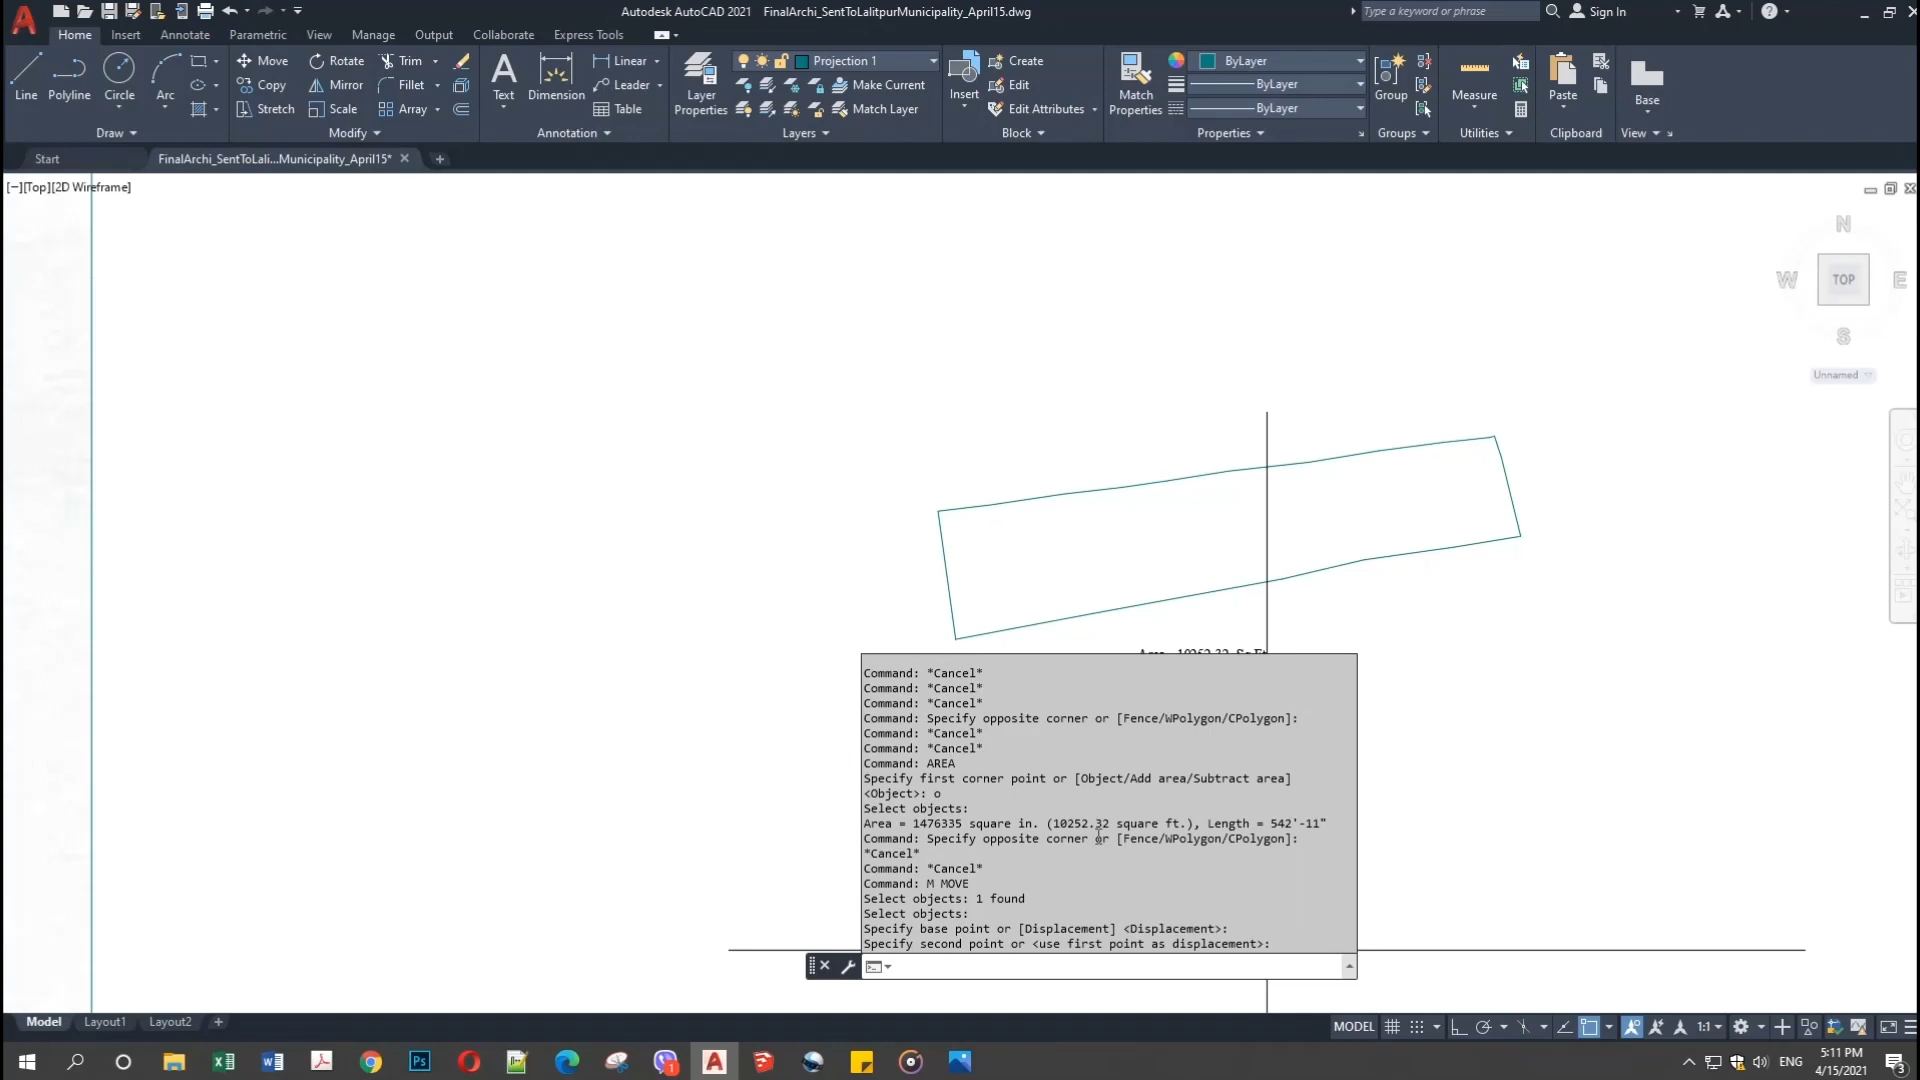 Autodesk AutoCAD 2021 FinalArchi_SentToLalitpurMunicipality_April15.dwg
Type a keyword or phrase
Sign In
Home Insert Annotate Parametric View Manage Output Collaborate Express Tools
Line Polyline Circle Arc
Move Rotate Trim
Copy Mirror Fillet
Stretch Scale Array
Text Dimension
Linear
Leader
Table
Layer Properties
Projection 1
Make Current
Match Layer
Insert
Create
Edit
Edit Attributes
Match Properties
ByLayer
ByLayer
ByLayer
Group
Measure
Paste
Base
Draw Modify Annotation Layers Block Properties Groups Utilities Clipboard View
Start FinalArchi_SentToLali...Municipality_April15*
[−][Top][2D Wireframe]
N
W TOP E
S
Unnamed
Area 10252.32 Sq.Ft
Command: *Cancel*
Command: *Cancel*
Command: *Cancel*
Command: Specify opposite corner or [Fence/WPolygon/CPolygon]:
Command: *Cancel*
Command: *Cancel*
Command: AREA
Specify first corner point or [Object/Add area/Subtract area]
<Object>: o
Select objects:
Area = 1476335 square in. (10252.32 square ft.), Length = 542'-11"
Command: Specify opposite corner or [Fence/WPolygon/CPolygon]:
*Cancel*
Command: *Cancel*
Command: M MOVE
Select objects: 1 found
Select objects:
Specify base point or [Displacement] <Displacement>:
Specify second point or <use first point as displacement>:
Model Layout1 Layout2
MODEL
1:1
ENG
5:11 PM
4/15/2021